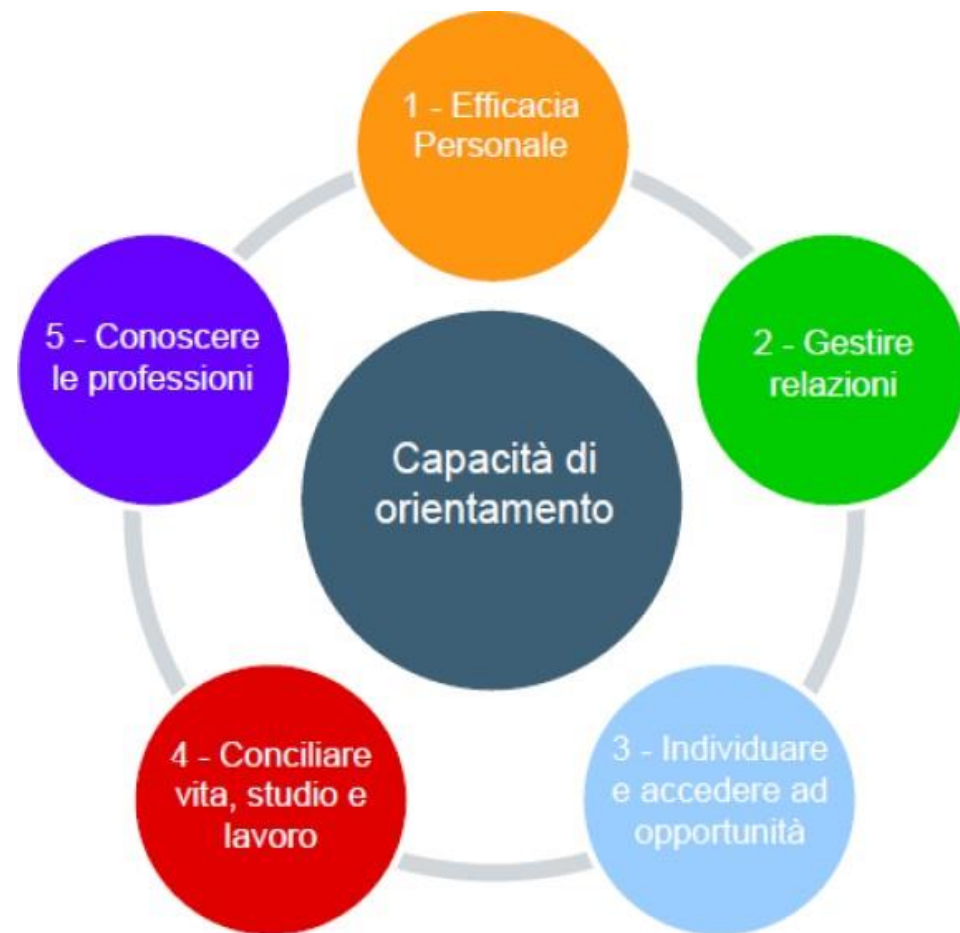 1 - Efficacia
Personale
2 - Gestire
relazioni
3 - Individuare
e accedere ad
opportunità
4 - Conciliare
vita, studio e
lavoro
5 - Conoscere
le professioni
Capacità di
orientamento